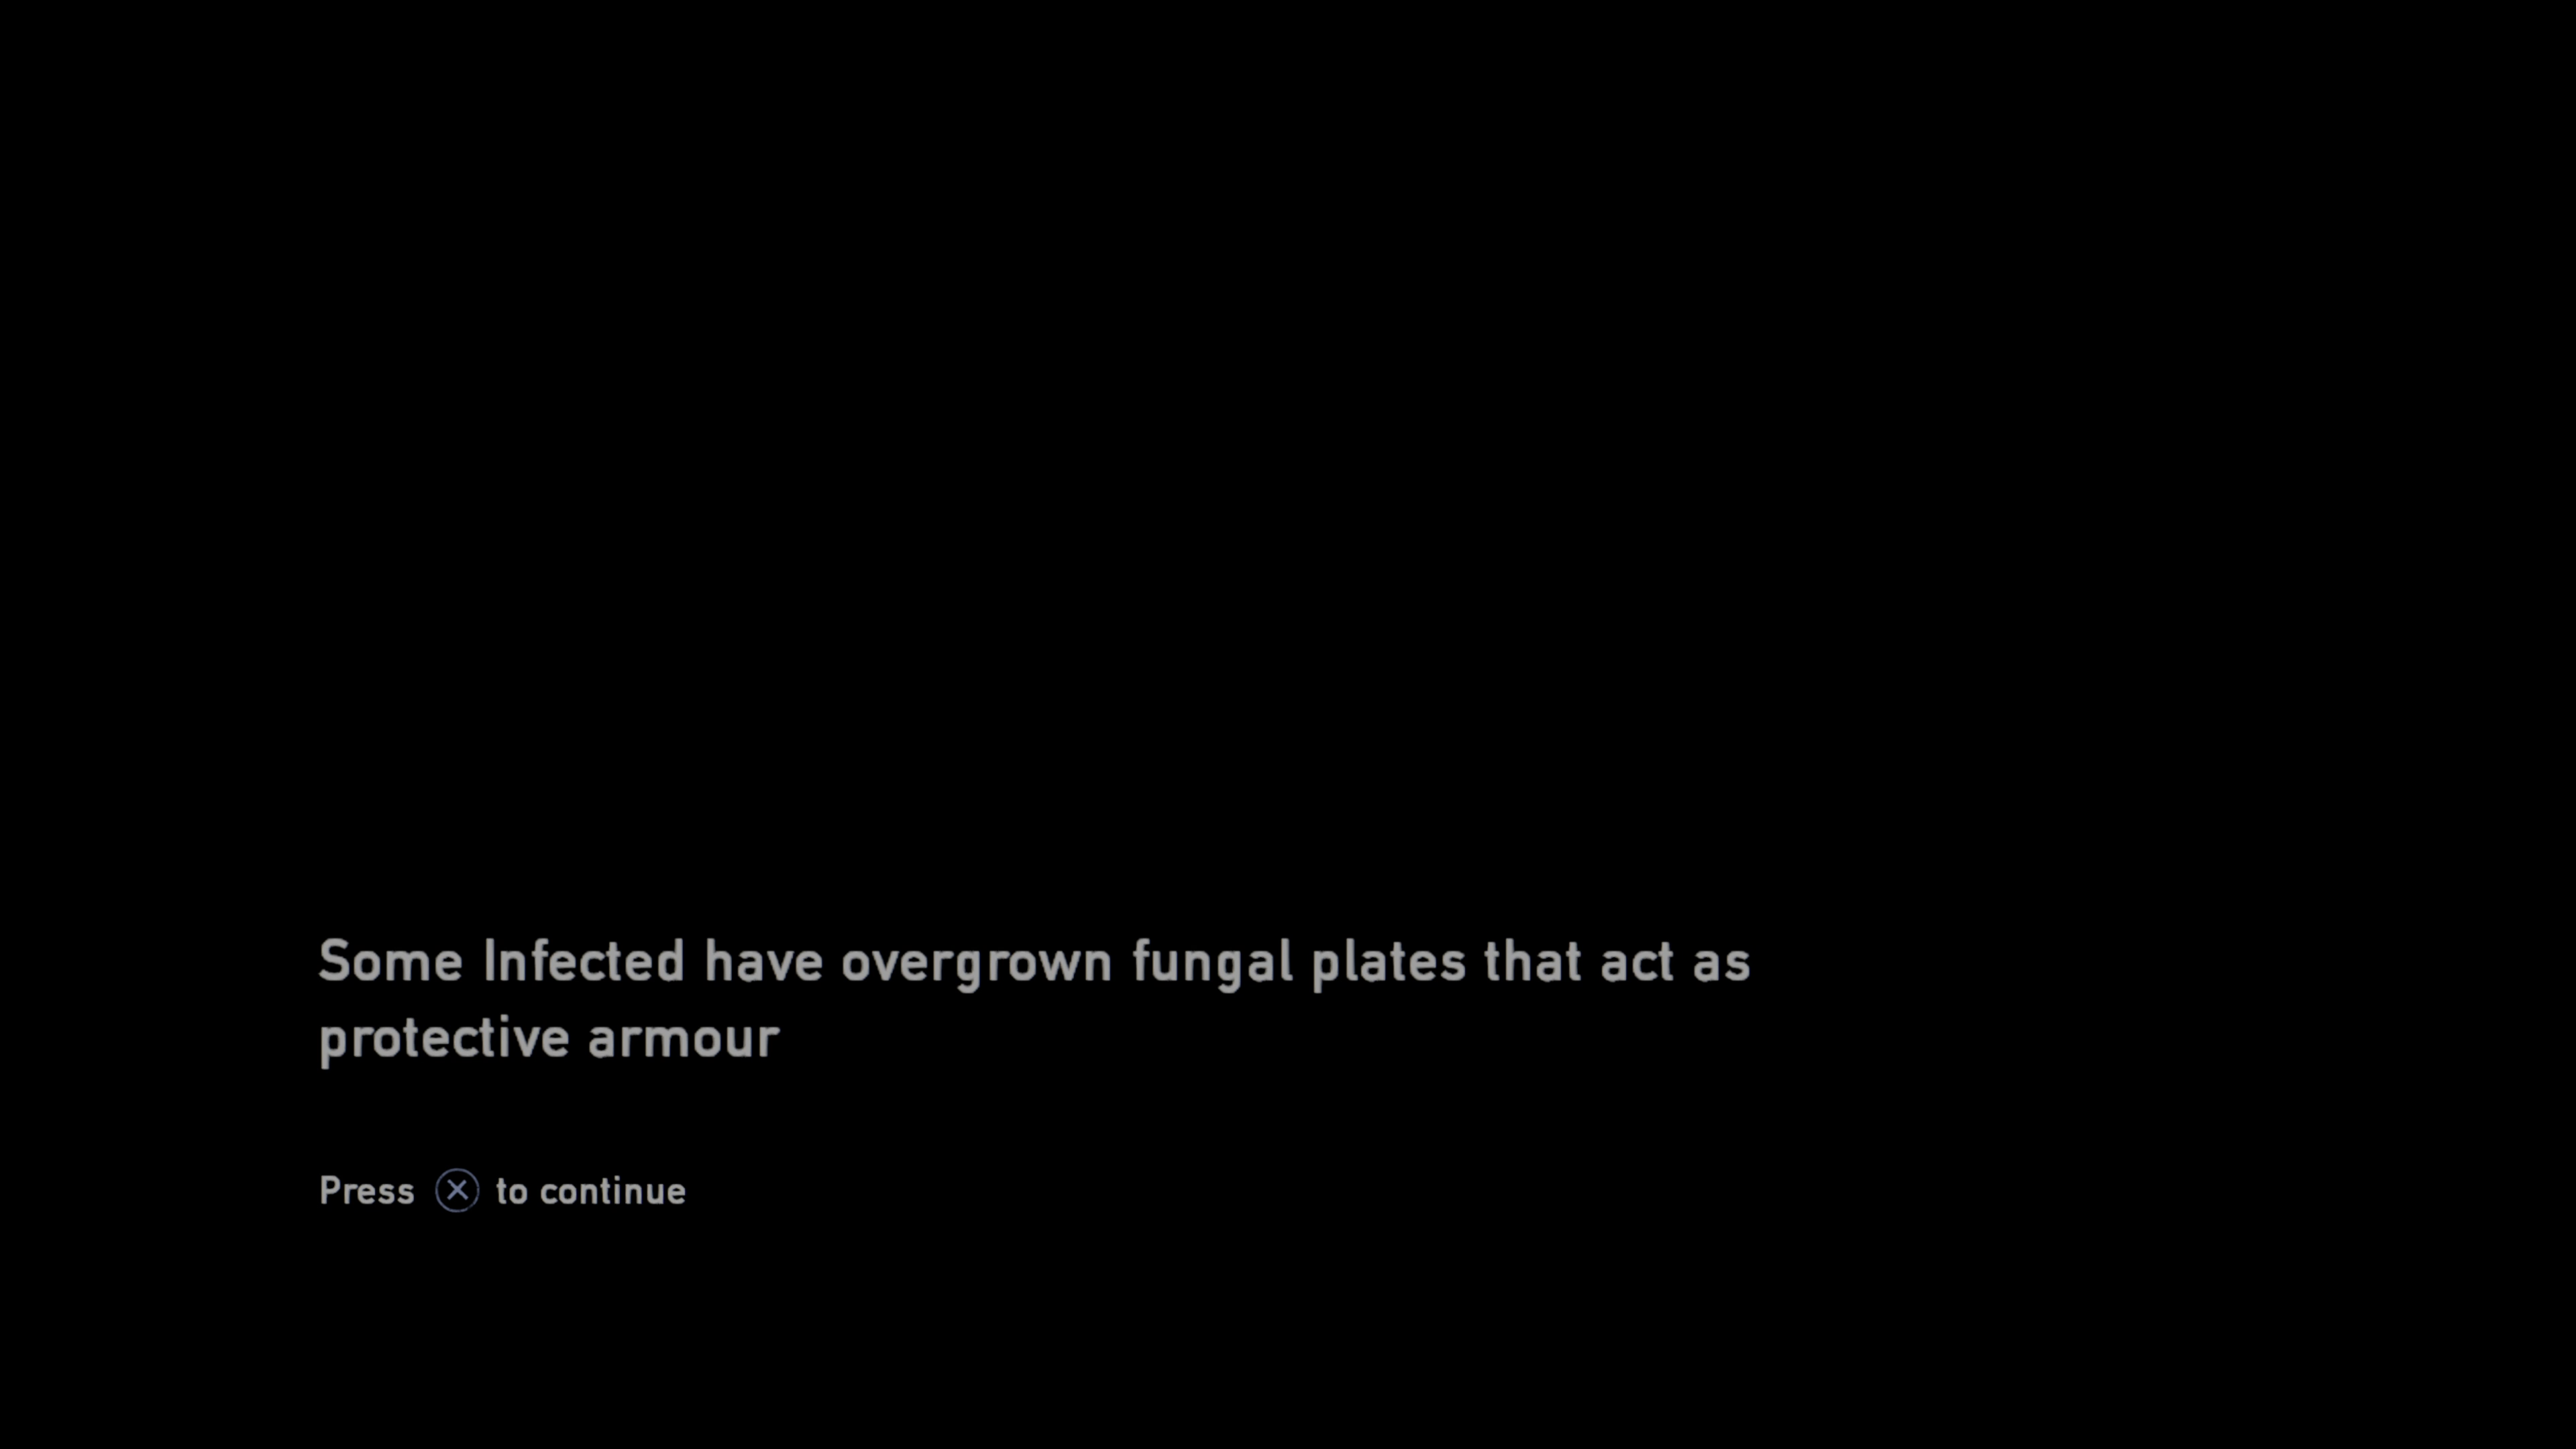 Some Infected have overgrown fungal plates that act as
protective armour
Press ⓧ to continue